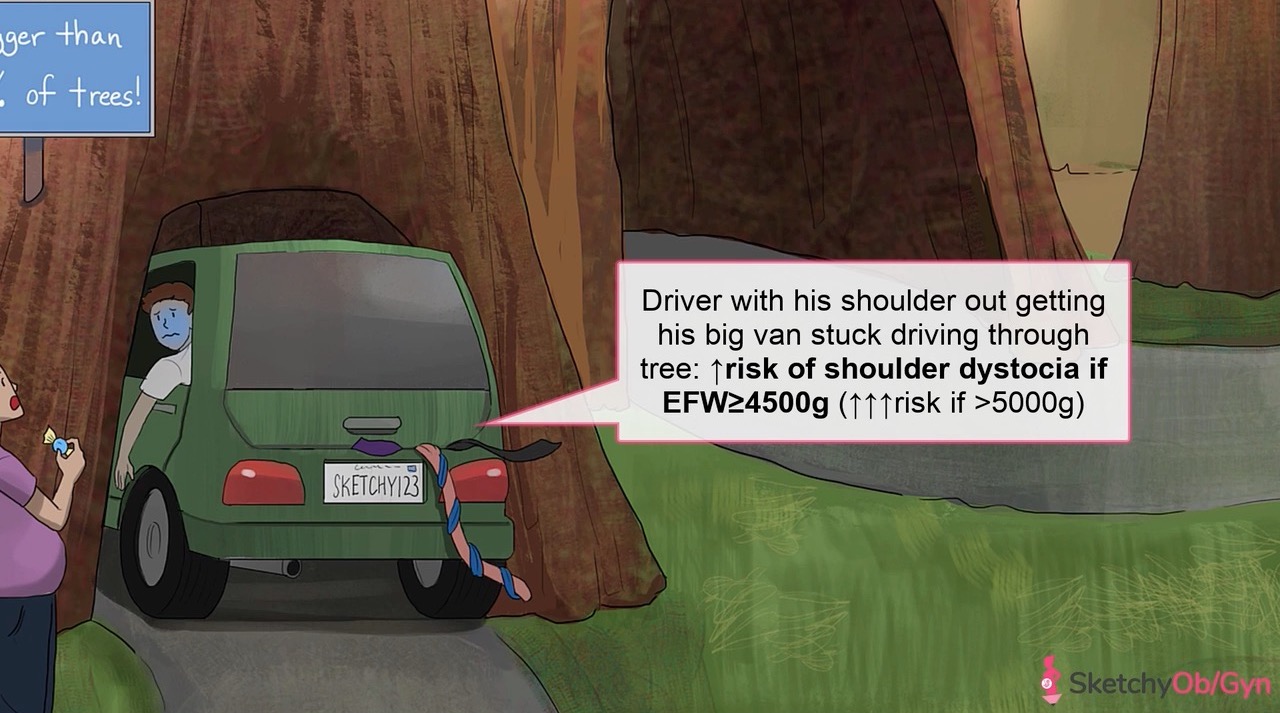 gger than
% of trees!
Driver with his shoulder out getting
his big van stuck driving through
tree: ↑risk of shoulder dystocia if
EFW≥4500g (↑↑↑risk if >5000g)
SKETCHY123
SketchyOb/Gyn